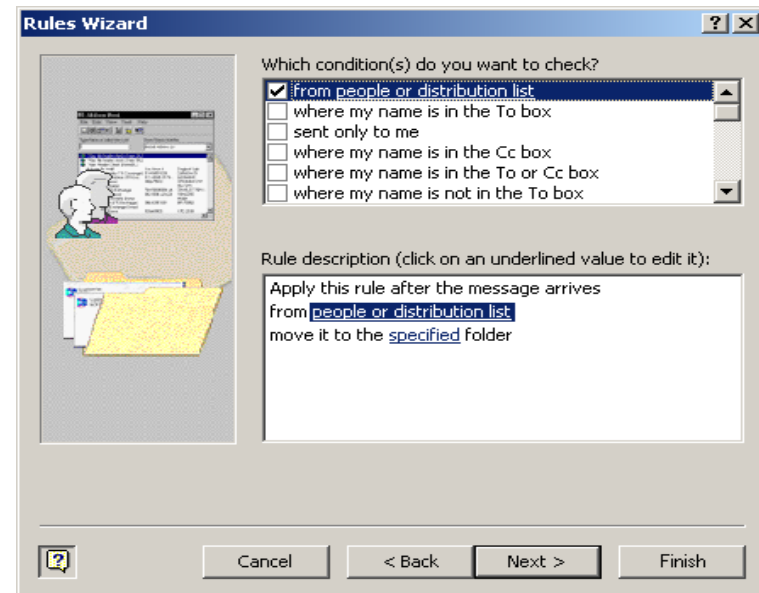 Rules Wizard
Which condition(s) do you want to check?
from people or distribution list
where my name is in the To box
sent only to me
where my name is in the Cc box
where my name is in the To or Cc box
where my name is not in the To box
Rule description (click on an underlined value to edit it):
Apply this rule after the message arrives
from people or distribution list
move it to the specified folder
Cancel
< Back
Next >
Finish